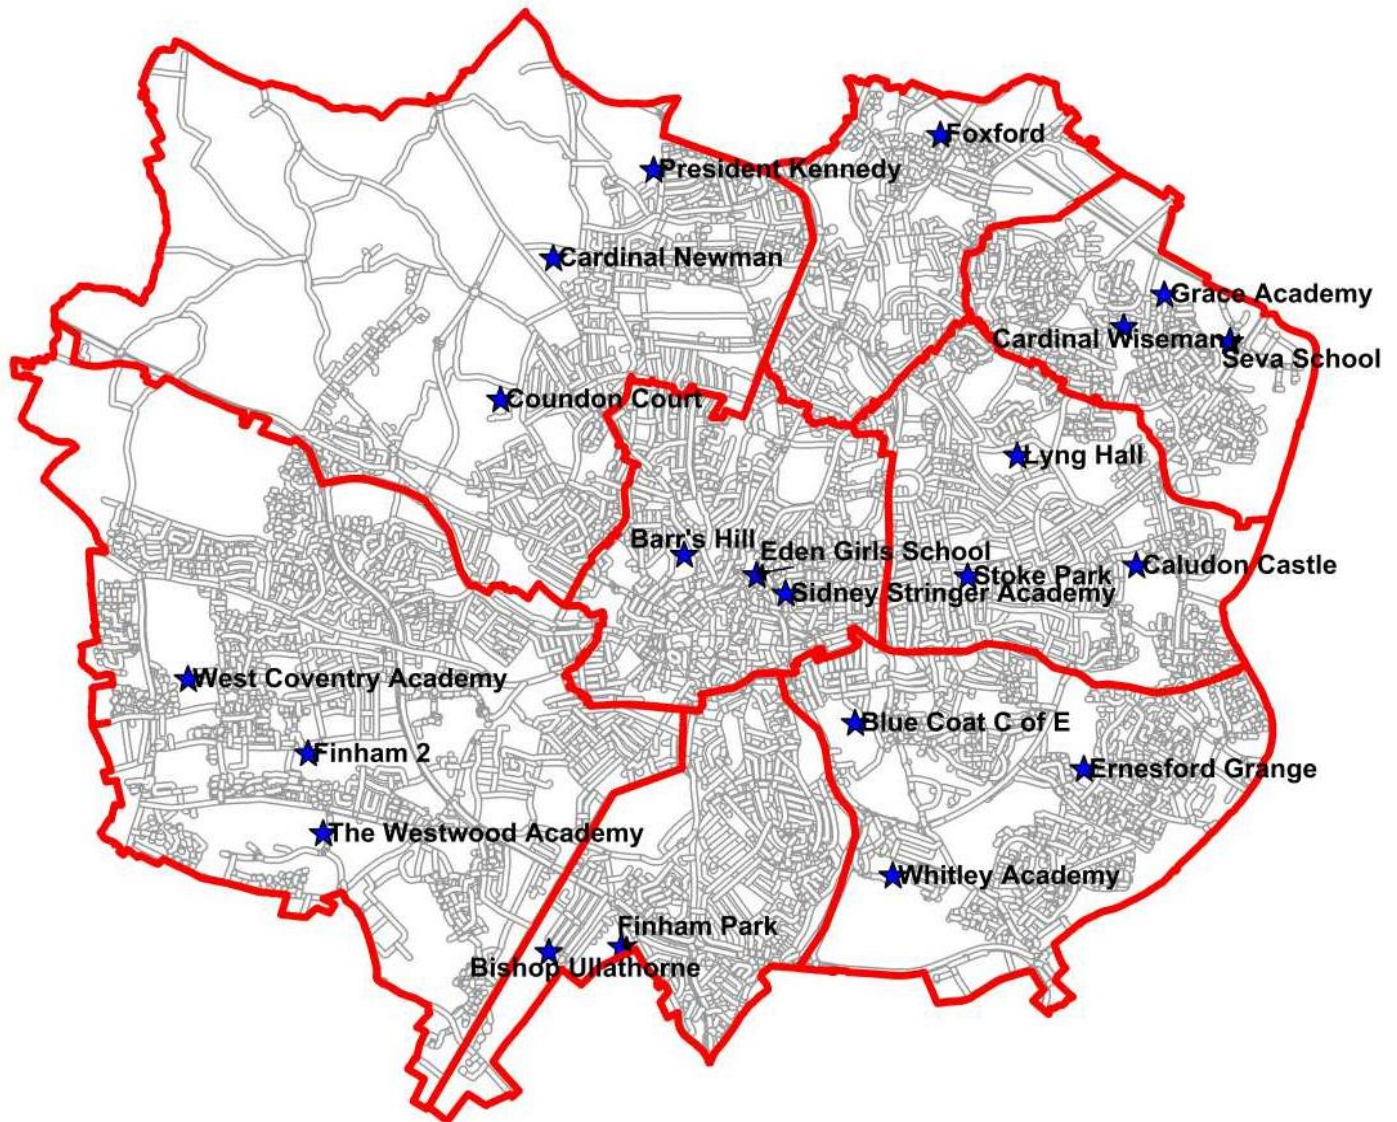 Foxford
President Kennedy
Cardinal Newman
Grace Academy
Cardinal Wiseman
Seva School
Coundon Court
Lyng Hall
Barr's Hill
Eden Girls School
Caludon Castle
Stoke Park
Sidney Stringer Academy
West Coventry Academy
Blue Coat C of E
Finham 2
Ernesford Grange
The Westwood Academy
Whitley Academy
Finham Park
Bishop Ullathorne